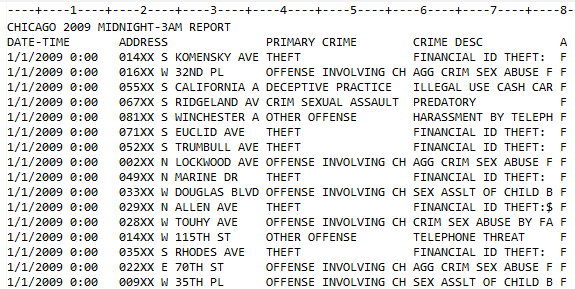 ----+----1----+----2----+----3----+----4----+----5----+----6----+----7----+----8-
CHICAGO 2009 MIDNIGHT-3AM REPORT
DATE-TIME       ADDRESS              PRIMARY CRIME        CRIME DESC           A
1/1/2009 0:00   014XX S KOMENSKY AVE THEFT                FINANCIAL ID THEFT:  F
1/1/2009 0:00   016XX W 32ND PL      OFFENSE INVOLVING CH AGG CRIM SEX ABUSE F F
1/1/2009 0:00   055XX S CALIFORNIA A DECEPTIVE PRACTICE   ILLEGAL USE CASH CAR F
1/1/2009 0:00   067XX S RIDGELAND AV CRIM SEXUAL ASSAULT  PREDATORY            F
1/1/2009 0:00   081XX S WINCHESTER A OTHER OFFENSE        HARASSMENT BY TELEPH F
1/1/2009 0:00   071XX S EUCLID AVE   THEFT                FINANCIAL ID THEFT:  F
1/1/2009 0:00   052XX S TRUMBULL AVE THEFT                FINANCIAL ID THEFT:  F
1/1/2009 0:00   002XX N LOCKWOOD AVE OFFENSE INVOLVING CH AGG CRIM SEX ABUSE F F
1/1/2009 0:00   049XX N MARINE DR    THEFT                FINANCIAL ID THEFT:  F
1/1/2009 0:00   033XX W DOUGLAS BLVD OFFENSE INVOLVING CH SEX ASSLT OF CHILD B F
1/1/2009 0:00   029XX N ALLEN AVE    THEFT                FINANCIAL ID THEFT:$ F
1/1/2009 0:00   028XX W TOUHY AVE    OFFENSE INVOLVING CH CRIM SEX ABUSE BY FA F
1/1/2009 0:00   014XX W 115TH ST     OTHER OFFENSE        TELEPHONE THREAT     F
1/1/2009 0:00   035XX S RHODES AVE   THEFT                FINANCIAL ID THEFT:  F
1/1/2009 0:00   022XX E 70TH ST      OFFENSE INVOLVING CH AGG CRIM SEX ABUSE F F
1/1/2009 0:00   009XX W 35TH PL      OFFENSE INVOLVING CH SEX ASSLT OF CHILD B F